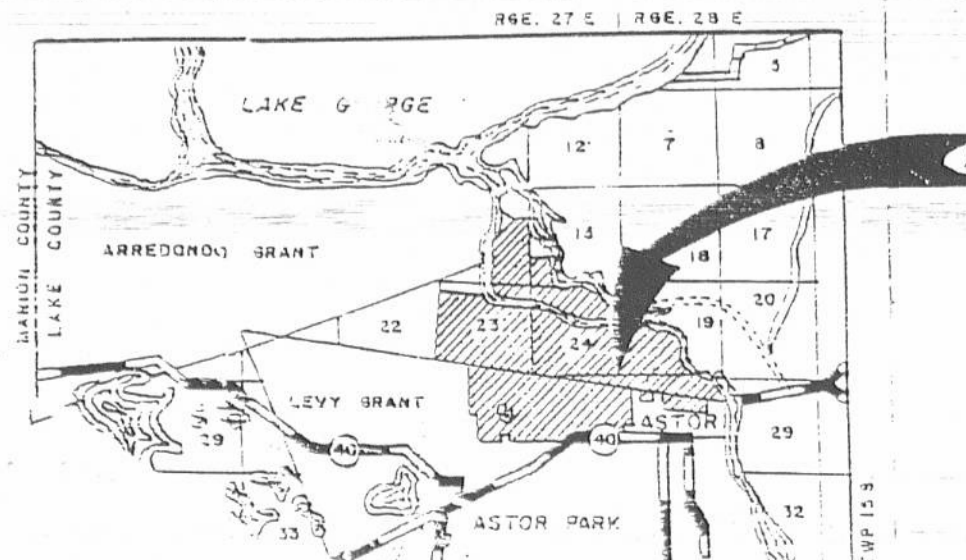 RGE. 27 E | RGE. 28 E
5
LAKE G  RGE
12
7
8
MARION COUNTY
LAKE COUNTY
ARREDONDO GRANT
13
17
18
20
22
23
24
19
LEVY GRANT
ASTOR
29
40
40
29
ASTOR PARK
32
33
TWP 15 S.